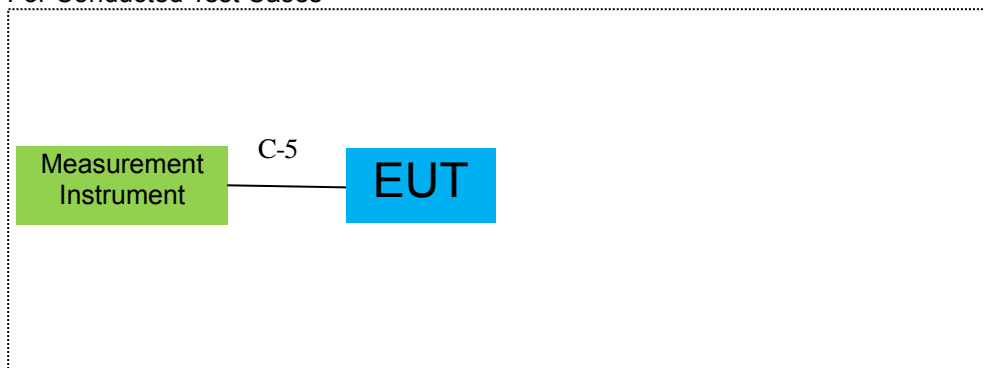 For Conducted Test Cases
C-5
Measurement
Instrument
EUT